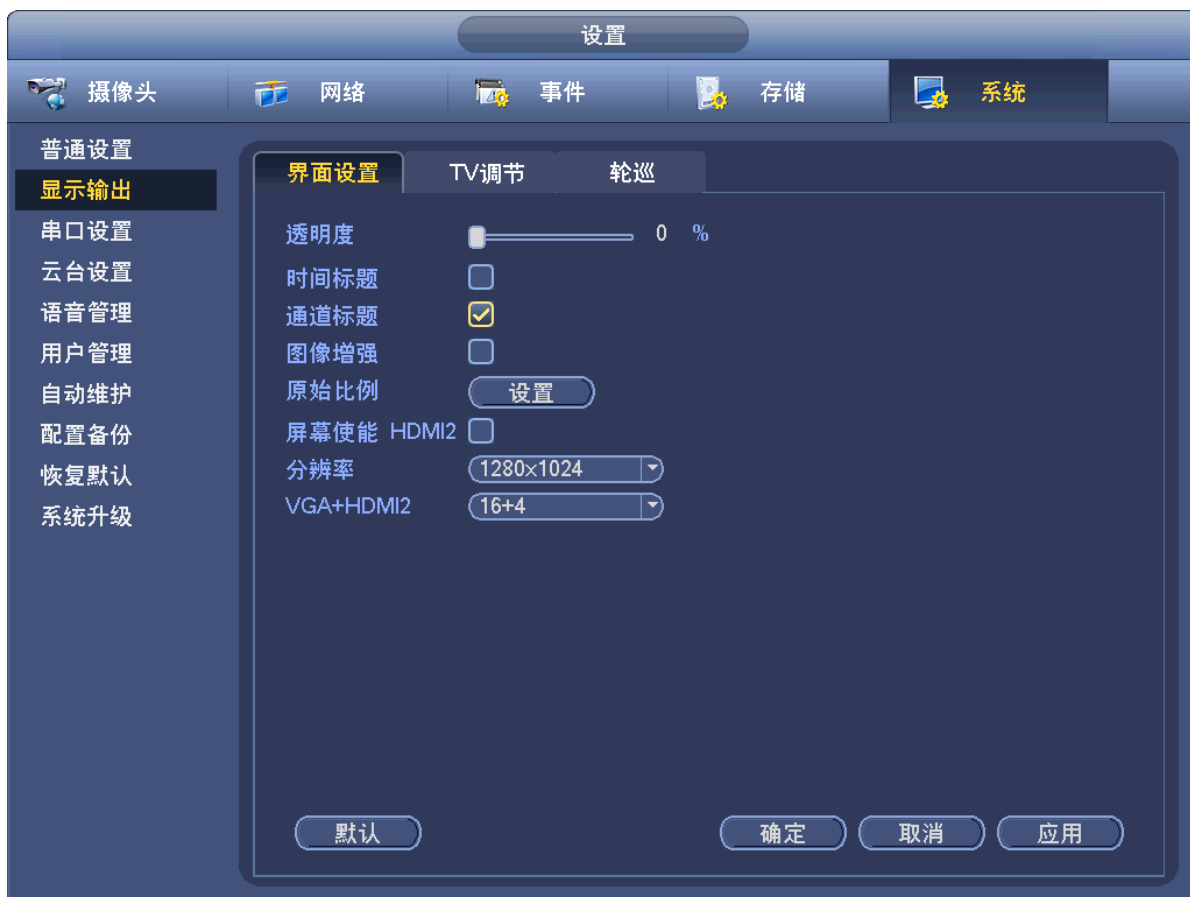 设置
摄像头 网络 事件 存储 系统
普通设置
显示输出
串口设置
云台设置
语音管理
用户管理
自动维护
配置备份
恢复默认
系统升级
界面设置 TV调节 轮巡
透明度 0 %
时间标题
通道标题
图像增强
原始比例 设置
屏幕使能 HDMI2
分辨率 1280×1024
VGA+HDMI2 16+4
默认 确定 取消 应用